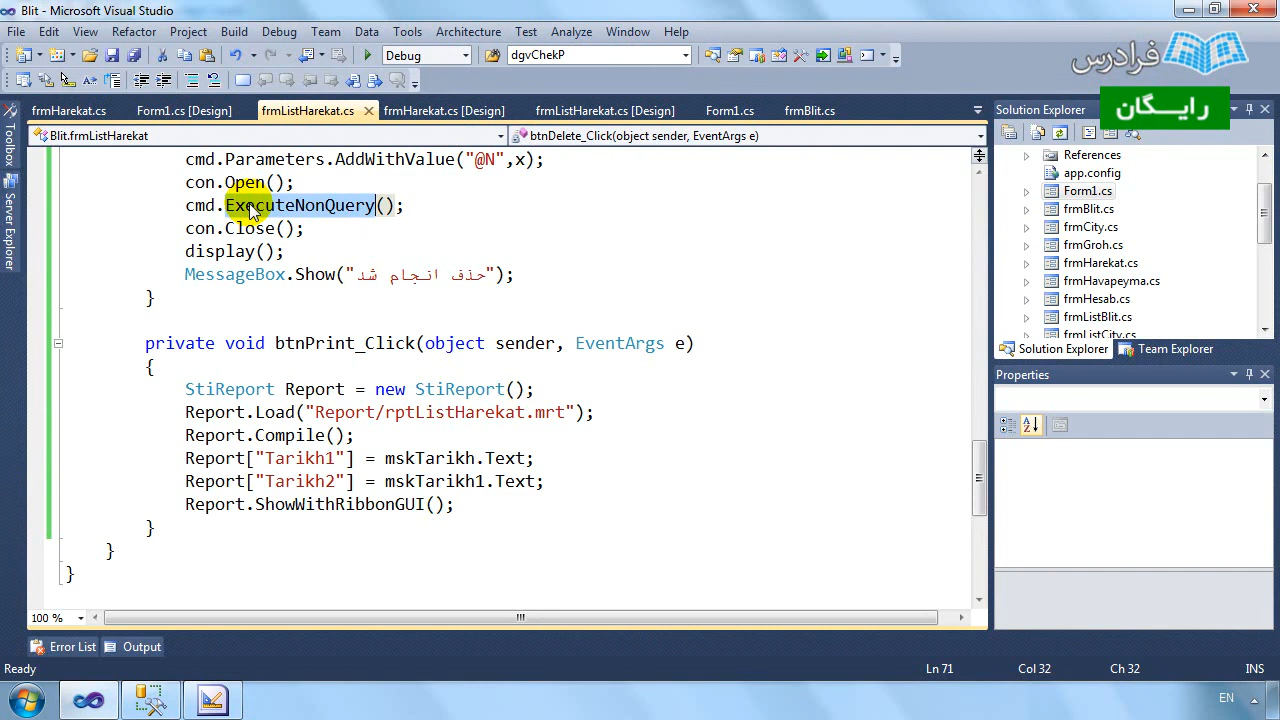 Blit - Microsoft Visual Studio
File Edit View Refactor Project Build Debug Team Data Tools Architecture Test Analyze Window Help
Debug dgvChekP
فرادرس
رایگان
frmHarekat.cs Form1.cs [Design] frmListHarekat.cs frmHarekat.cs [Design] frmListHarekat.cs [Design] Form1.cs frmBlit.cs
Blit.frmListHarekat btnDelete_Click(object sender, EventArgs e)
cmd.Parameters.AddWithValue("@N",x);
con.Open();
cmd.ExecuteNonQuery();
con.Close();
display();
MessageBox.Show("حذف انجام شد");
}
private void btnPrint_Click(object sender, EventArgs e)
{
StiReport Report = new StiReport();
Report.Load("Report/rptListHarekat.mrt");
Report.Compile();
Report["Tarikh1"] = mskTarikh.Text;
Report["Tarikh2"] = mskTarikh1.Text;
Report.ShowWithRibbonGUI();
}
}
}
100 %
Toolbox
Server Explorer
Solution Explorer
References
app.config
Form1.cs
frmBlit.cs
frmCity.cs
frmGroh.cs
frmHarekat.cs
frmHavapeyma.cs
frmHesab.cs
frmListBlit.cs
frmListCity.cs
Solution Explorer Team Explorer
Properties
Error List Output
Ready Ln 71 Col 32 Ch 32 INS
EN